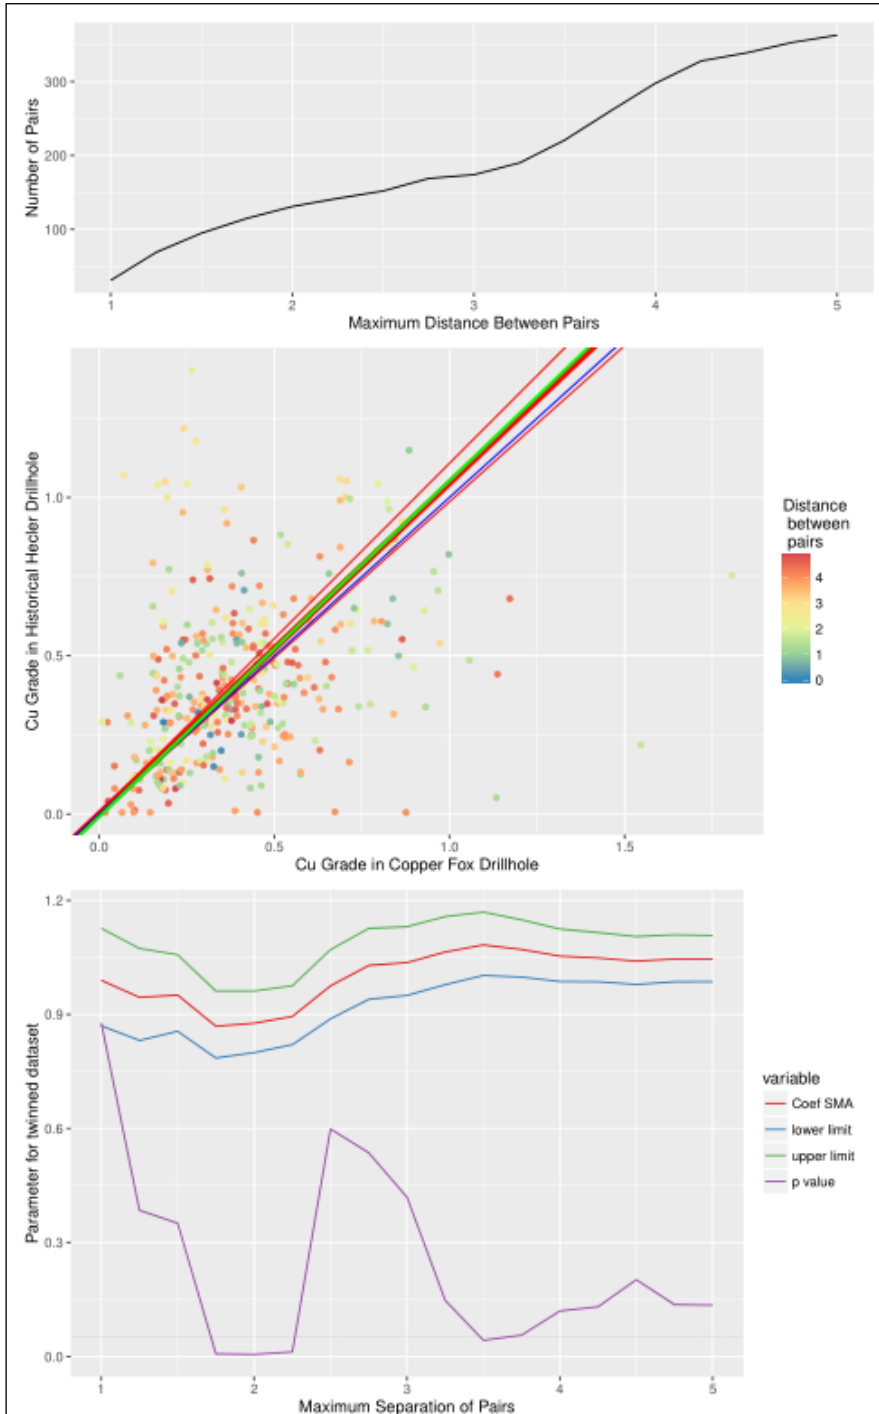 300
200
100
Number of Pairs
1 2 3 4 5
Maximum Distance Between Pairs
1.0
0.5
0.0
Cu Grade in Historical Hecler Drillhole
0.0 0.5 1.0 1.5
Cu Grade in Copper Fox Drillhole
Distance
between
pairs
4
3
2
1
0
1.2
0.9
0.6
0.3
0.0
Parameter for twinned dataset
1 2 3 4 5
Maximum Separation of Pairs
variable
Coef SMA
lower limit
upper limit
p value